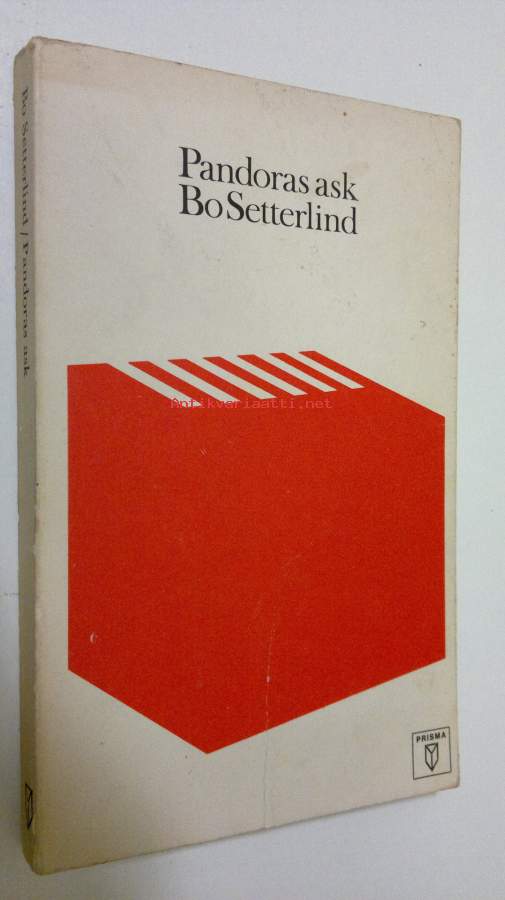 Pandoras ask
Bo Setterlind
Bo Setterlind / Pandoras ask
Antikvariaatti.net
PRISMA